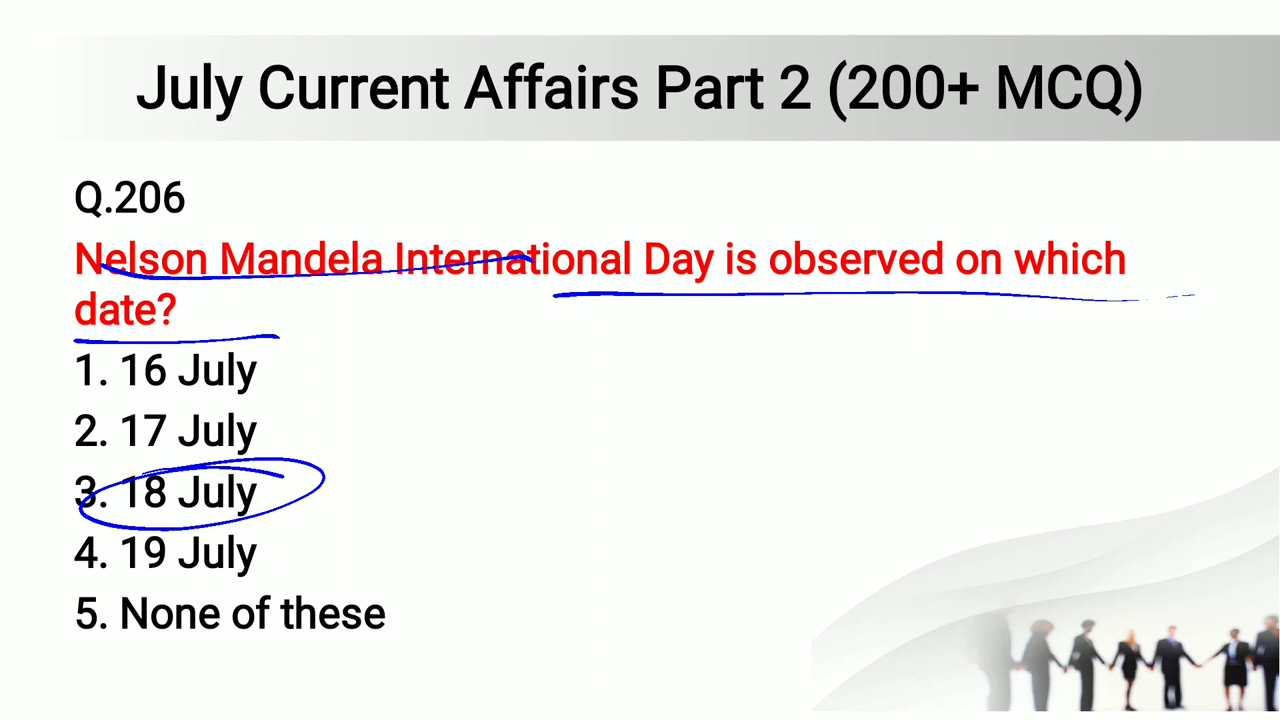 July Current Affairs Part 2 (200+ MCQ)
Q.206
Nelson Mandela International Day is observed on which
date?
1. 16 July
2. 17 July
3. 18 July
4. 19 July
5. None of these